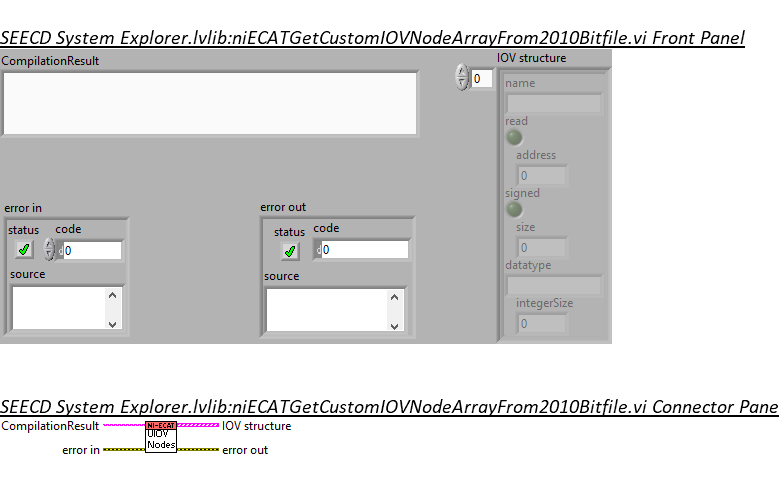 SEECD System Explorer.lvlib:niECATGetCustomIOVNodeArrayFrom2010Bitfile.vi Front Panel
CompilationResult
IOV structure
0
name
read
address
0
signed
size
0
datatype
integerSize
0
error in
status code
d 0
source
error out
status code
d 0
source
SEECD System Explorer.lvlib:niECATGetCustomIOVNodeArrayFrom2010Bitfile.vi Connector Pane
CompilationResult
NI-ECAT
UIOV
Nodes
IOV structure
error in
error out